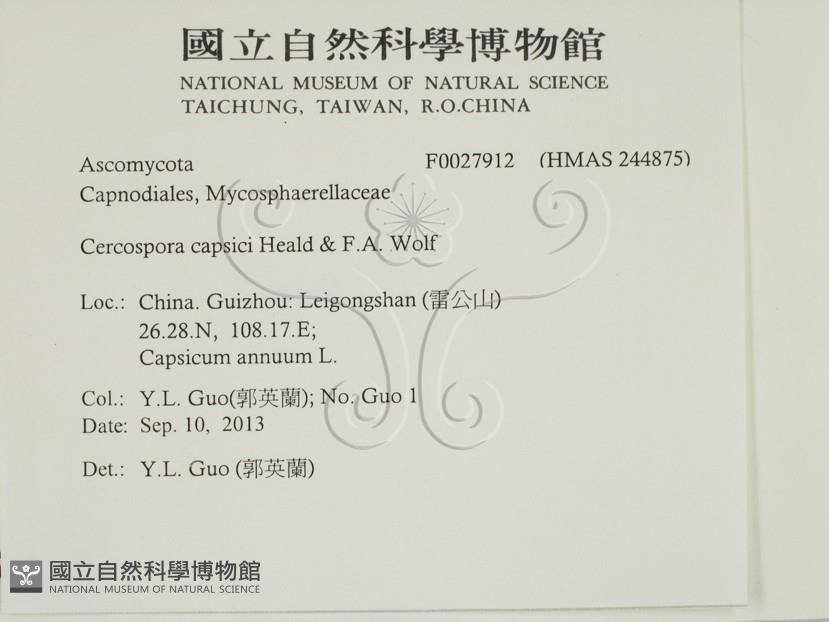 國立自然科學博物館
NATIONAL MUSEUM OF NATURAL SCIENCE
TAICHUNG, TAIWAN, R.O.CHINA
Ascomycota F0027912 (HMAS 244875)
Capnodiales, Mycosphaerellaceae
Cercospora capsici Heald & F.A. Wolf
Loc.: China. Guizhou: Leigongshan (雷公山)
26.28.N, 108.17.E;
Capsicum annuum L.
Col.: Y.L. Guo(郭英蘭); No. Guo 1
Date: Sep. 10, 2013
Det.: Y.L. Guo (郭英蘭)
國立自然科學博物館
NATIONAL MUSEUM OF NATURAL SCIENCE